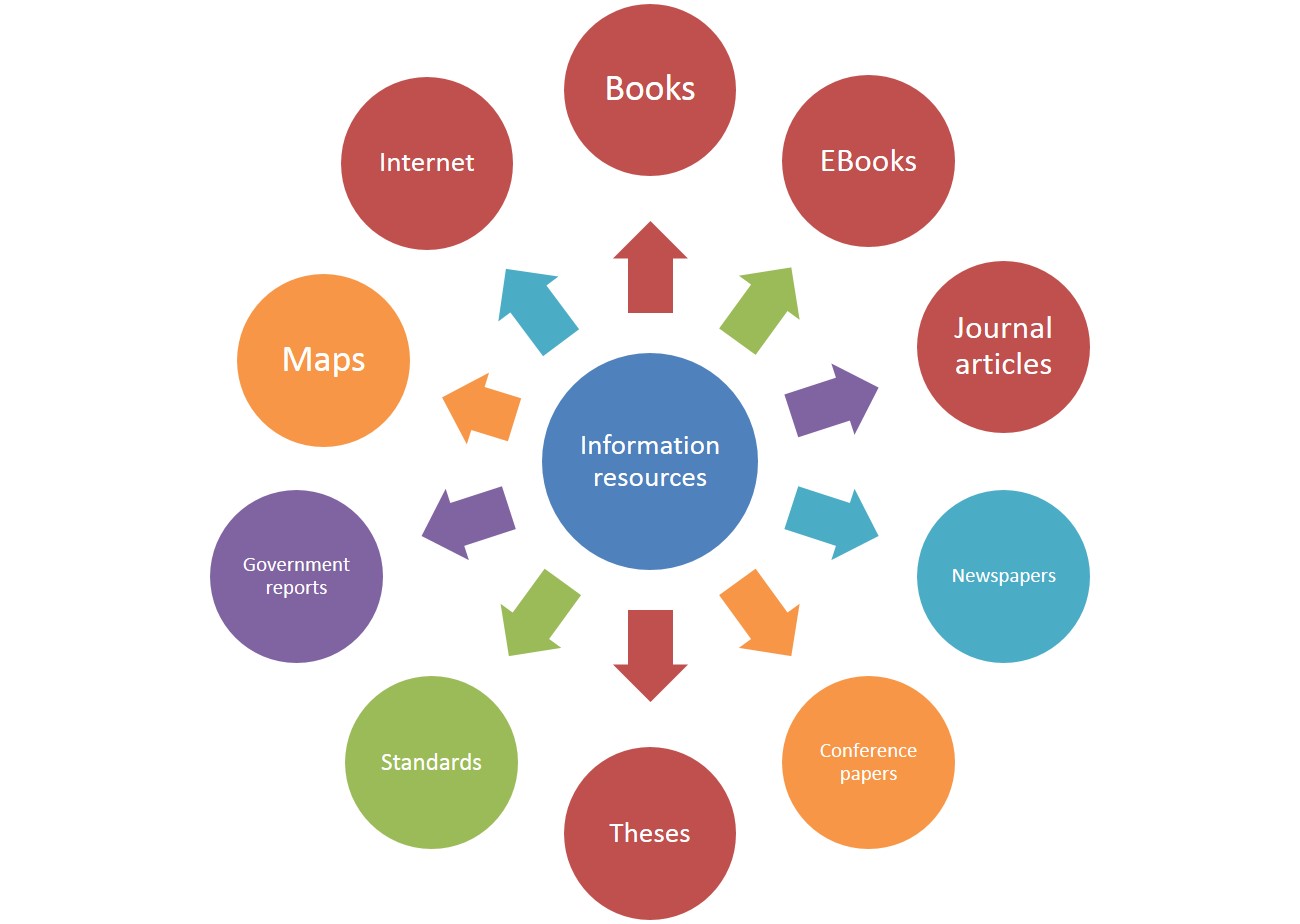 Books
EBooks
Journal
articles
Newspapers
Conference
papers
Theses
Standards
Government
reports
Maps
Internet
Information
resources